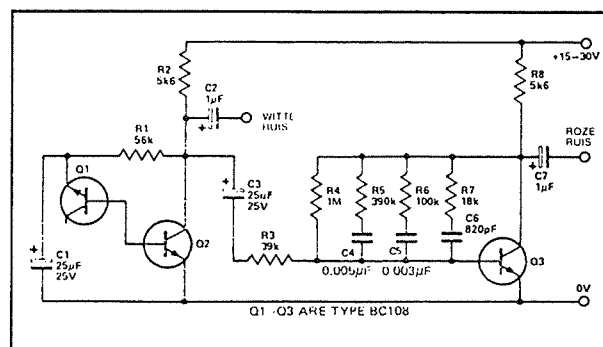 R2
5k6
C2
1µF
+
WITTE
RUIS
R8
5k6
+15-30V
ROZE
RUIS
+
C7
1µF
R1
56k
Q1
+
C3
25µF
25V
R4
1M
R5
390k
R6
100k
R7
18k
C6
820pF
+
C1
25µF
25V
Q2
R3
39k
C4
0.005µF
C5
0.003µF
Q3
0V
Q1 -Q3 ARE TYPE BC108